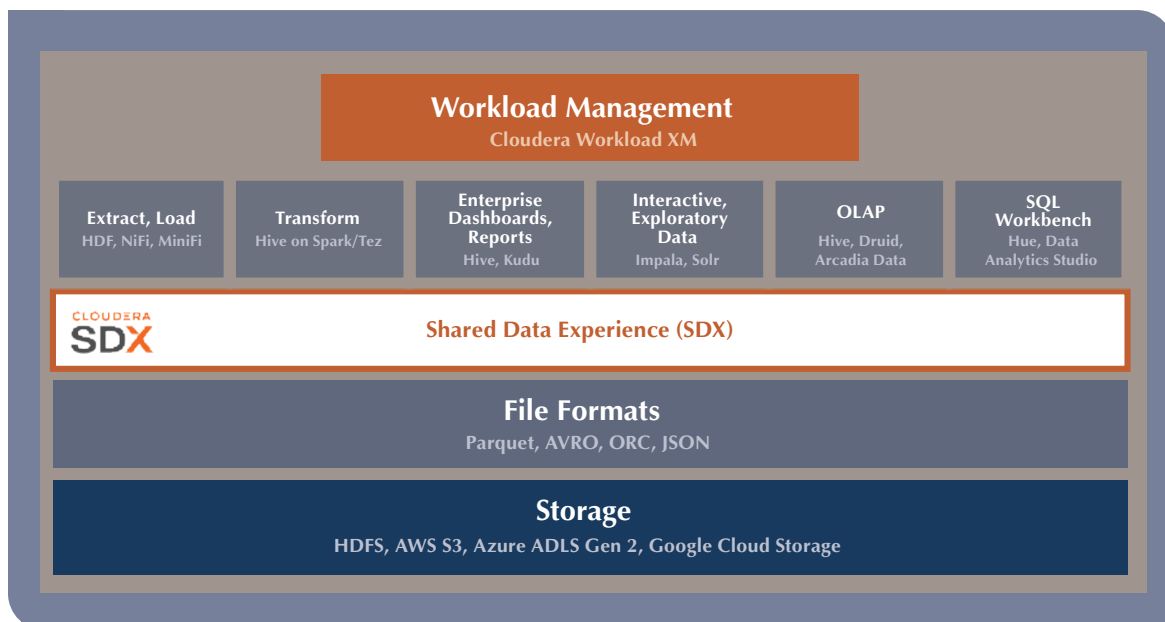 Workload Management
Cloudera Workload XM
Extract, Load
HDF, NiFi, MiniFi
Transform
Hive on Spark/Tez
Enterprise
Dashboards,
Reports
Hive, Kudu
Interactive,
Exploratory
Data
Impala, Solr
OLAP
Hive, Druid,
Arcadia Data
SQL
Workbench
Hue, Data
Analytics Studio
CLOUDERA
SDX
Shared Data Experience (SDX)
File Formats
Parquet, AVRO, ORC, JSON
Storage
HDFS, AWS S3, Azure ADLS Gen 2, Google Cloud Storage